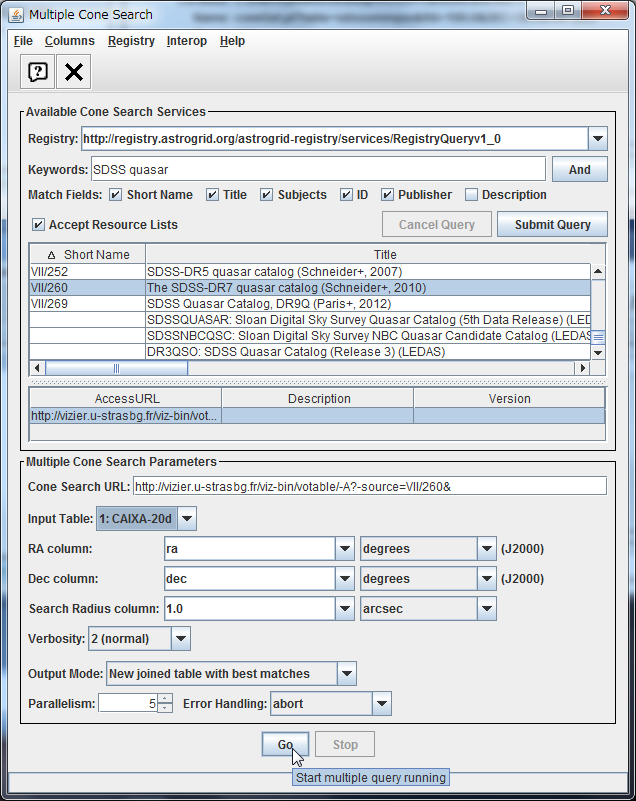 Multiple Cone Search
File Columns Registry Interop Help
Available Cone Search Services
Registry: http://registry.astrogrid.org/astrogrid-registry/services/RegistryQueryv1_0
Keywords: SDSS quasar And
Match Fields: Short Name Title Subjects ID Publisher Description
Accept Resource Lists Cancel Query Submit Query
Short Name Title
VII/252 SDSS-DR5 quasar catalog (Schneider+, 2007)
VII/260 The SDSS-DR7 quasar catalog (Schneider+, 2010)
VII/269 SDSS Quasar Catalog, DR9Q (Paris+, 2012)
SDSSQUASAR: Sloan Digital Sky Survey Quasar Catalog (5th Data Release) (LED
SDSSNBCQSC: Sloan Digital Sky Survey NBC Quasar Candidate Catalog (LEDAS
DR3QSO: SDSS Quasar Catalog (Release 3) (LEDAS)
AccessURL Description Version
http://vizier.u-strasbg.fr/viz-bin/vot...
Multiple Cone Search Parameters
Cone Search URL: http://vizier.u-strasbg.fr/viz-bin/votable/-A?-source=VII/260&
Input Table: 1: CAIXA-20d
RA column: ra degrees (J2000)
Dec column: dec degrees (J2000)
Search Radius column: 1.0 arcsec
Verbosity: 2 (normal)
Output Mode: New joined table with best matches
Parallelism: 5 Error Handling: abort
Go Stop
Start multiple query running